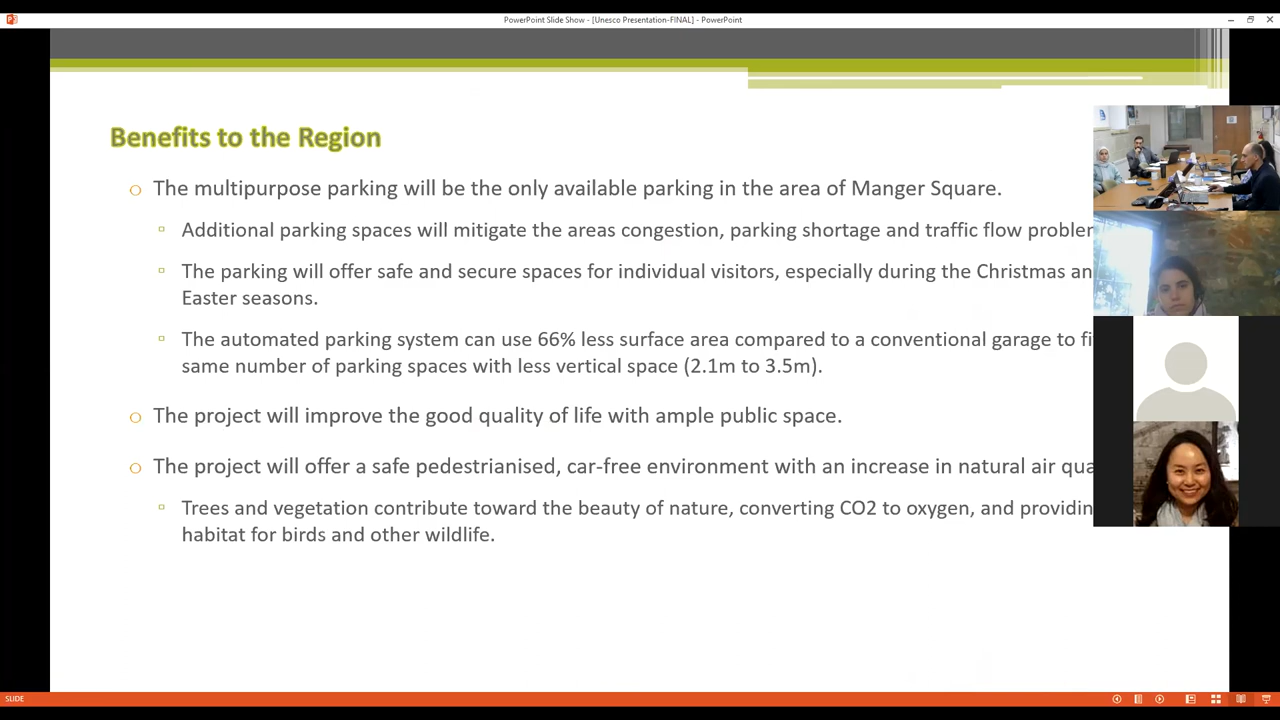 PowerPoint Slide Show - [Unesco Presentation-FINAL] - PowerPoint
Benefits to the Region
The multipurpose parking will be the only available parking in the area of Manger Square.
Additional parking spaces will mitigate the areas congestion, parking shortage and traffic flow
The parking will offer safe and secure spaces for individual visitors, especially during the Christmas
Easter seasons.
The automated parking system can use 66% less surface area compared to a conventional garage to
same number of parking spaces with less vertical space (2.1m to 3.5m).
The project will improve the good quality of life with ample public space.
The project will offer a safe pedestrianised, car-free environment with an increase in natural air
Trees and vegetation contribute toward the beauty of nature, converting CO2 to oxygen, and
habitat for birds and other wildlife.
SLIDE